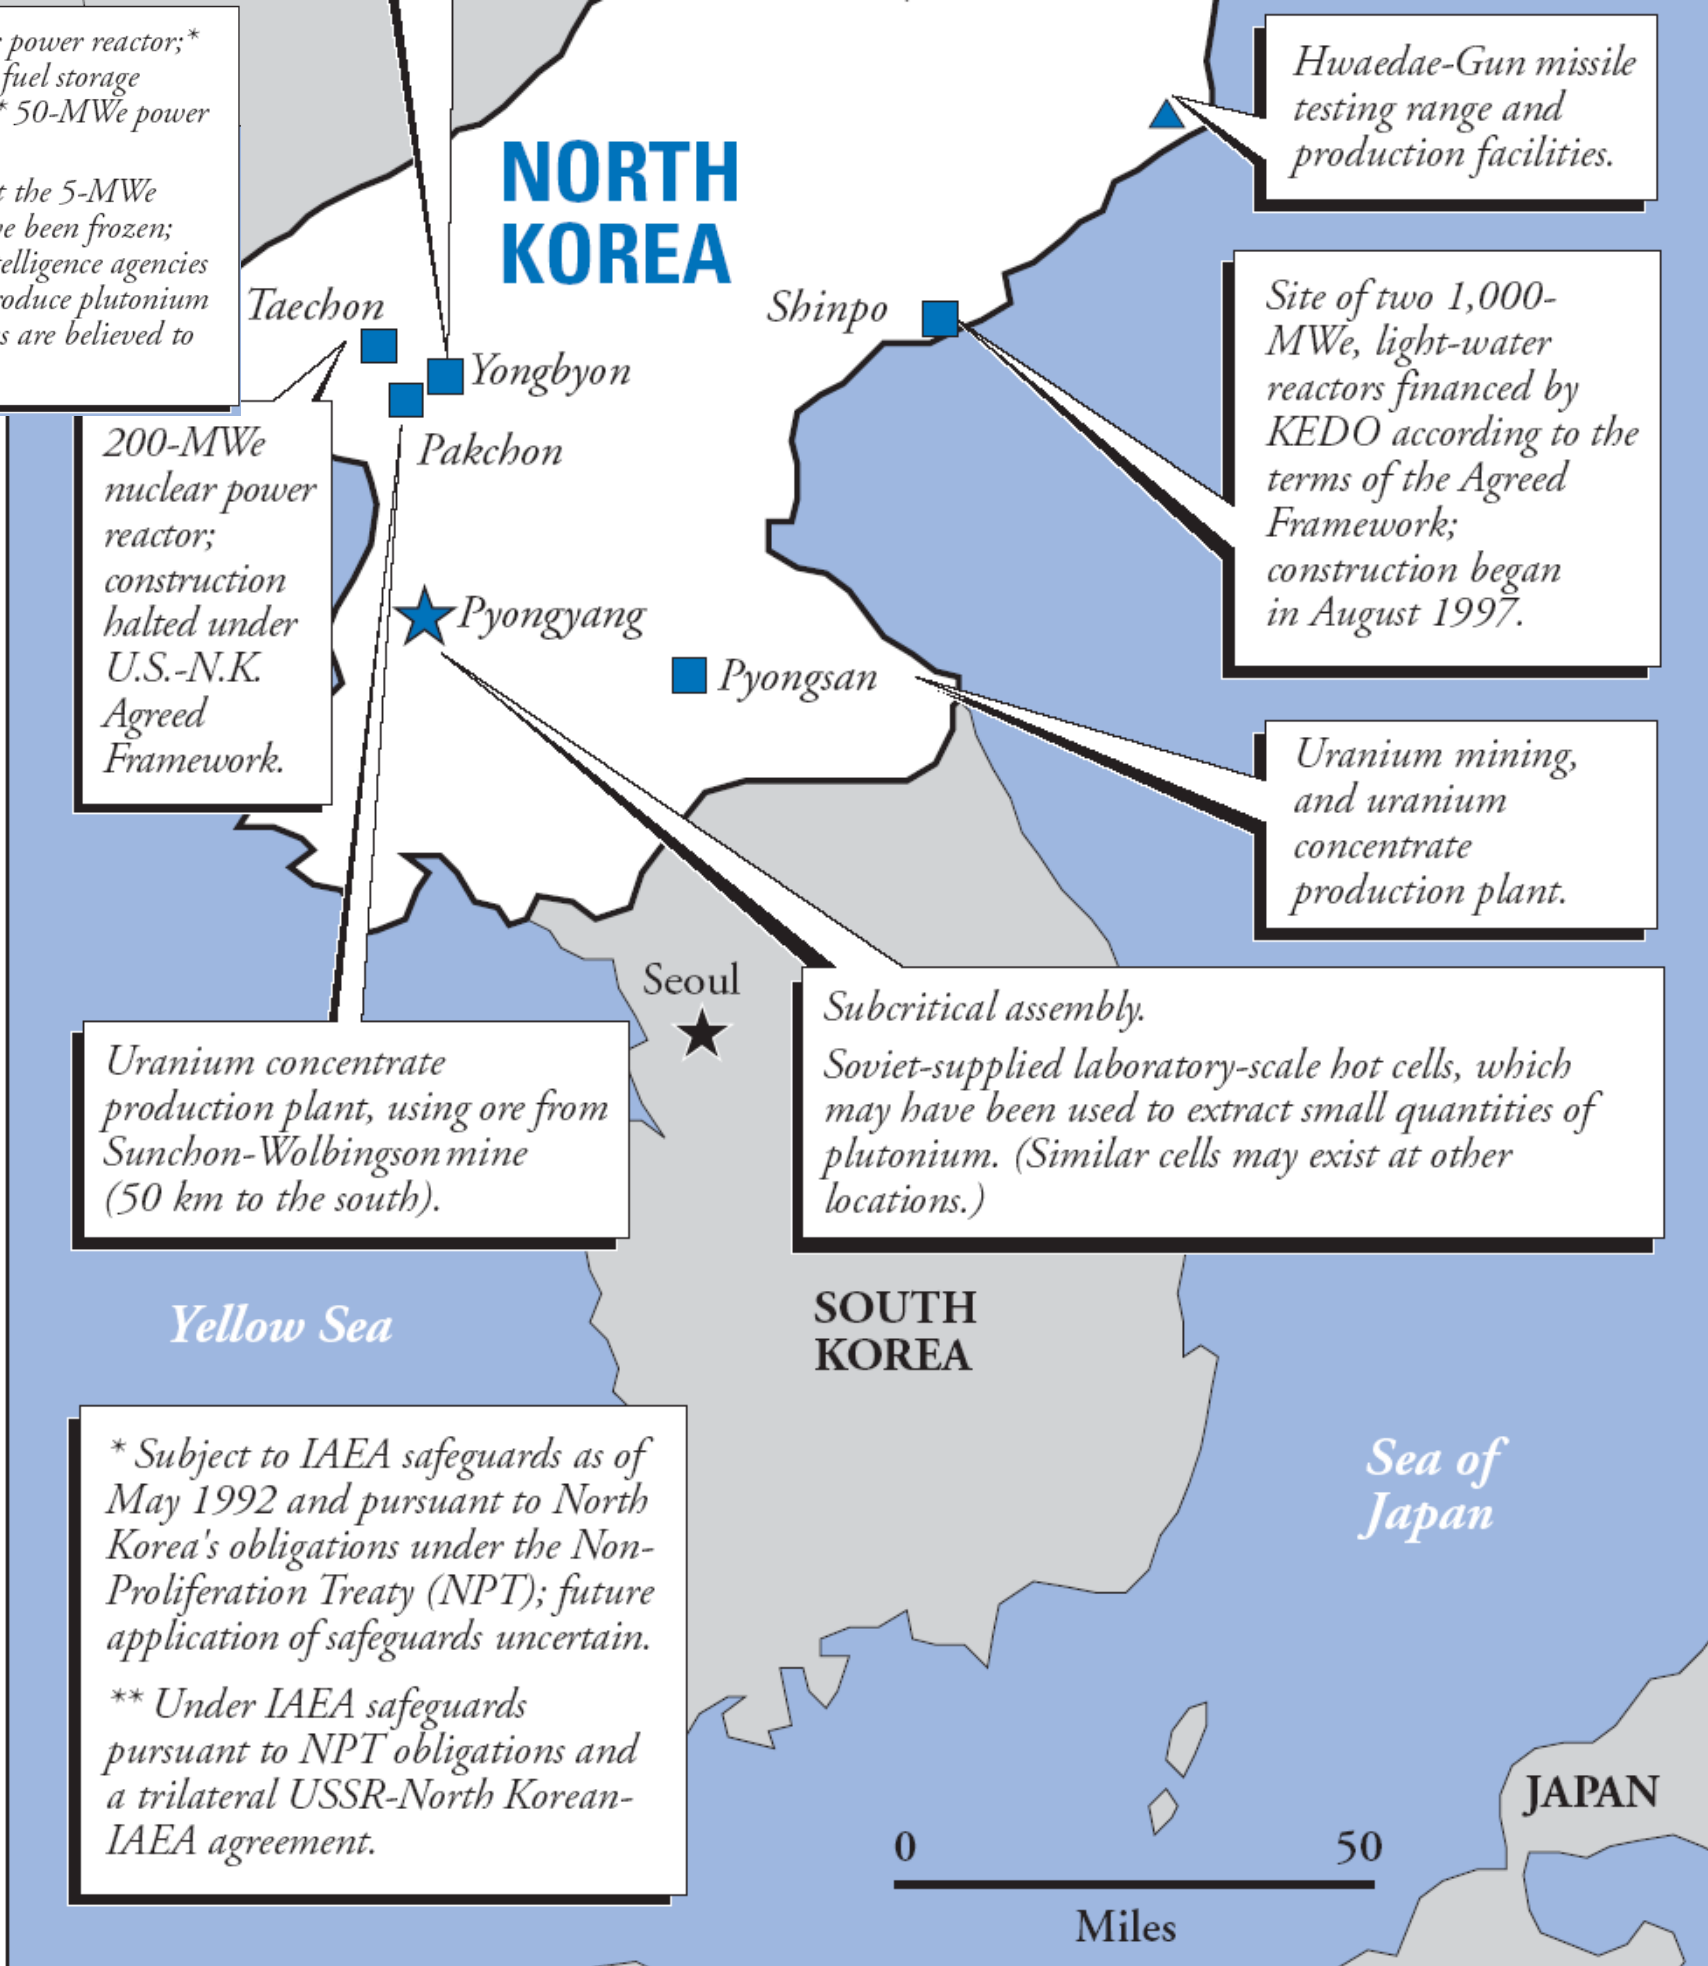 power reactor;*
fuel storage
* 50-MWe power
the 5-MWe
been frozen;
agencies
plutonium
are believed to
NORTH
KOREA
Hwaedae-Gun missile
testing range and
production facilities.
Taechon
Yongbyon
Pakchon
Shinpo
Site of two 1,000-
MWe, light-water
reactors financed by
KEDO according to the
terms of the Agreed
Framework;
construction began
in August 1997.
200-MWe
nuclear power
reactor;
construction
halted under
U.S.-N.K.
Agreed
Framework.
Pyongyang
Pyongsan
Uranium mining,
and uranium
concentrate
production plant.
Seoul
Subcritical assembly.
Soviet-supplied laboratory-scale hot cells, which
may have been used to extract small quantities of
plutonium. (Similar cells may exist at other
locations.)
Uranium concentrate
production plant, using ore from
Sunchon-Wolbingson mine
(50 km to the south).
Yellow Sea
SOUTH
KOREA
Sea of
Japan
* Subject to IAEA safeguards as of
May 1992 and pursuant to North
Korea's obligations under the Non-
Proliferation Treaty (NPT); future
application of safeguards uncertain.
** Under IAEA safeguards
pursuant to NPT obligations and
a trilateral USSR-North Korean-
IAEA agreement.
JAPAN
0 50
Miles